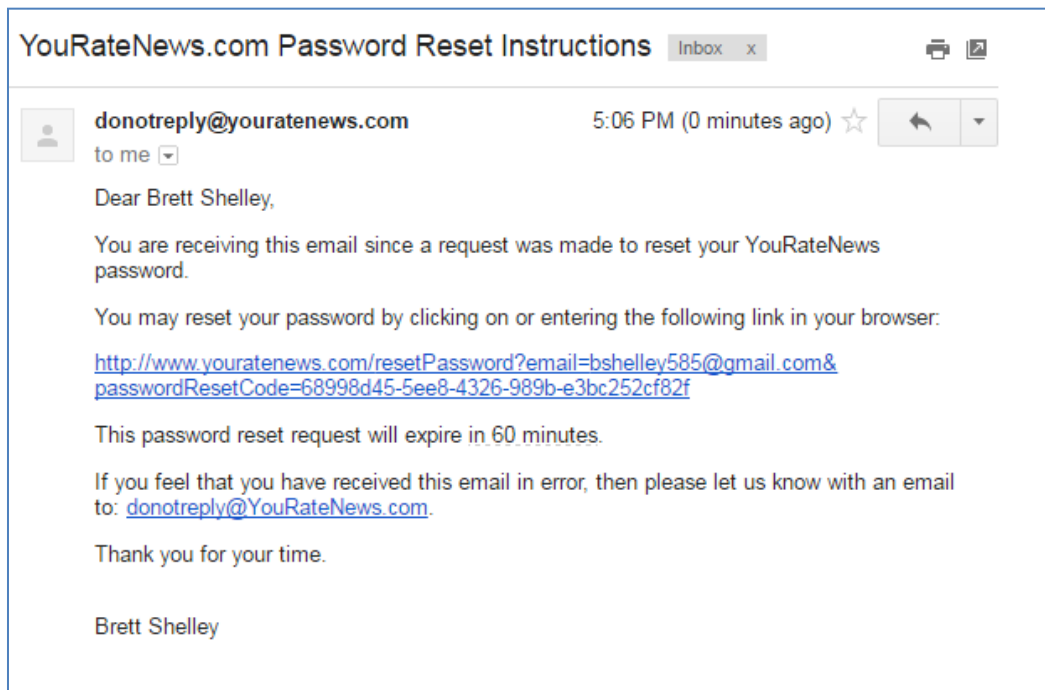 YouRateNews.com Password Reset Instructions Inbox x
donotreply@youratenews.com 5:06 PM (0 minutes ago)
to me
Dear Brett Shelley,
You are receiving this email since a request was made to reset your YouRateNews
password.
You may reset your password by clicking on or entering the following link in your browser:
http://www.youratenews.com/resetPassword?email=bshelley585@gmail.com&
passwordResetCode=68998d45-5ee8-4326-989b-e3bc252cf82f
This password reset request will expire in 60 minutes.
If you feel that you have received this email in error, then please let us know with an email
to: donotreply@YouRateNews.com.
Thank you for your time.
Brett Shelley